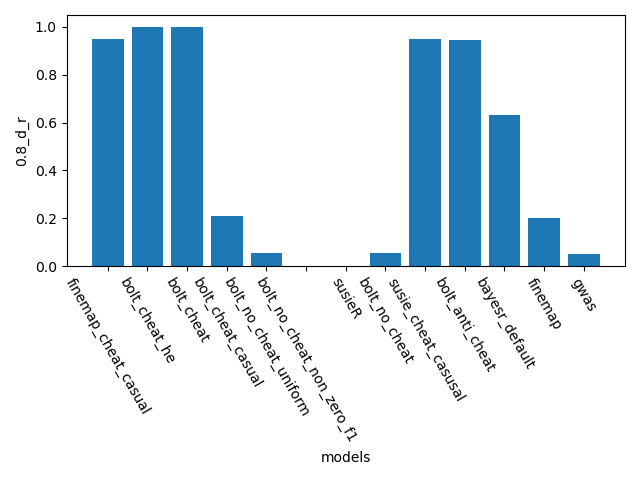 1.0
0.8
0.6
0.4
0.2
0.0
0.8_d_r
finemap_cheat_casual
bolt_cheat_he
bolt_cheat
bolt_cheat_casual
bolt_no_cheat_uniform
bolt_no_cheat_non_zero_f1
susieR
bolt_no_cheat
susie_cheat_casusal
bolt_anti_cheat
bayesr_default
finemap
gwas
models